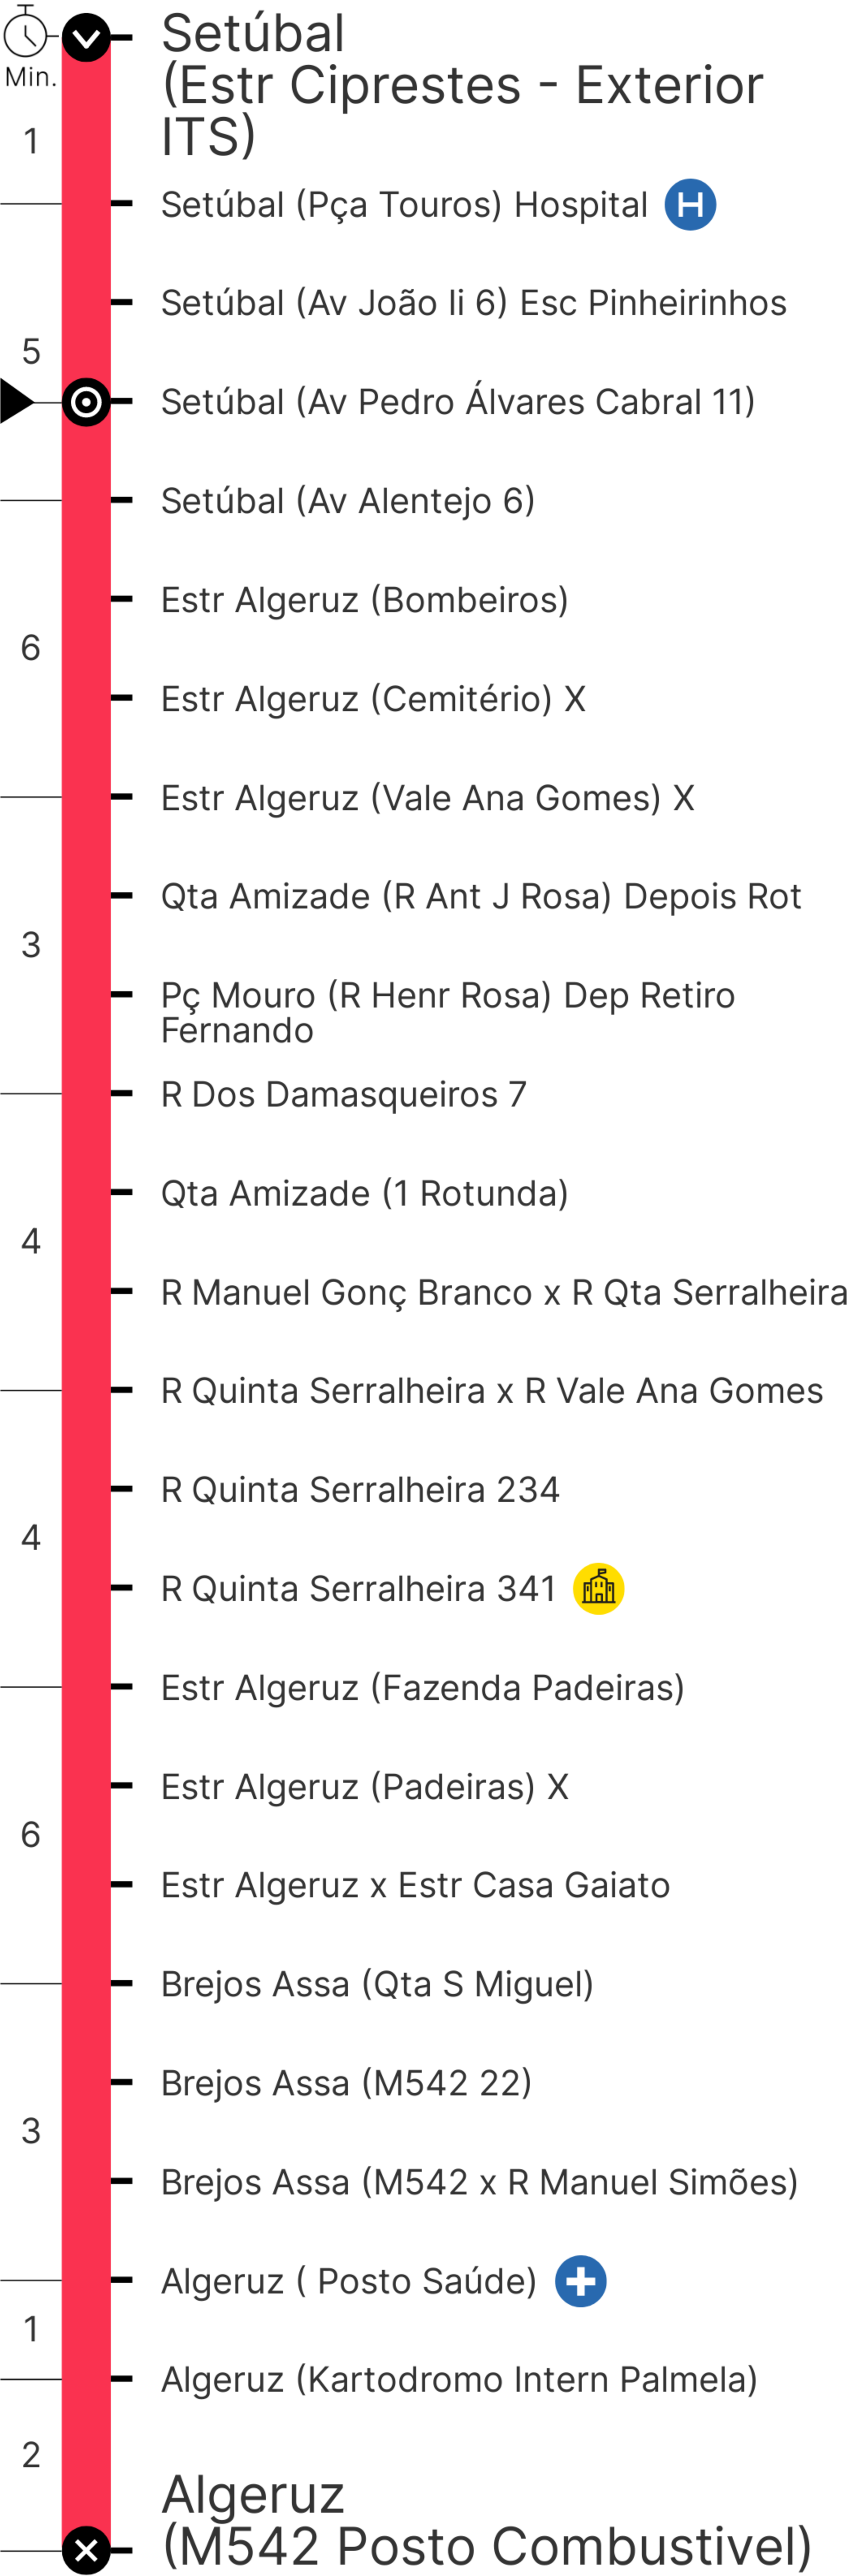 Setúbal
(Estr Ciprestes - Exterior
ITS)
Min.
1
Setúbal (Pça Touros) Hospital H
Setúbal (Av João Ii 6) Esc Pinheirinhos
5
Setúbal (Av Pedro Álvares Cabral 11)
Setúbal (Av Alentejo 6)
Estr Algeruz (Bombeiros)
6
Estr Algeruz (Cemitério) X
Estr Algeruz (Vale Ana Gomes) X
Qta Amizade (R Ant J Rosa) Depois Rot
3
Pç Mouro (R Henr Rosa) Dep Retiro
Fernando
R Dos Damasqueiros 7
Qta Amizade (1 Rotunda)
4
R Manuel Gonç Branco x R Qta Serralheira
R Quinta Serralheira x R Vale Ana Gomes
R Quinta Serralheira 234
4
R Quinta Serralheira 341
Estr Algeruz (Fazenda Padeiras)
Estr Algeruz (Padeiras) X
6
Estr Algeruz x Estr Casa Gaiato
Brejos Assa (Qta S Miguel)
Brejos Assa (M542 22)
3
Brejos Assa (M542 x R Manuel Simões)
Algeruz ( Posto Saúde)
1
Algeruz (Kartodromo Intern Palmela)
2
Algeruz
(M542 Posto Combustivel)